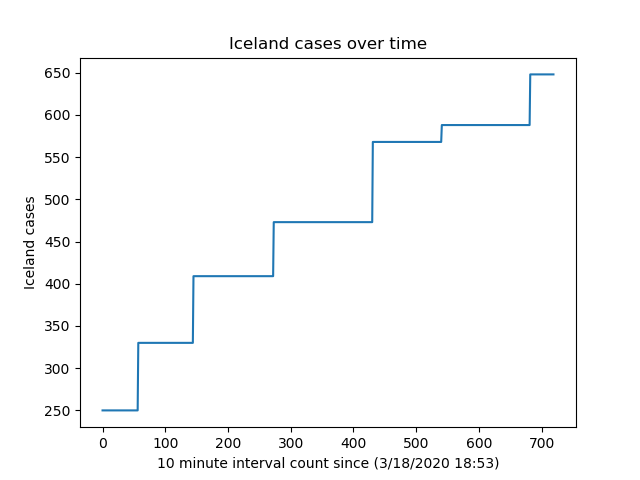 Iceland cases over time
650
600
550
500
450
400
350
300
250
Iceland cases
0 100 200 300 400 500 600 700
10 minute interval count since (3/18/2020 18:53)